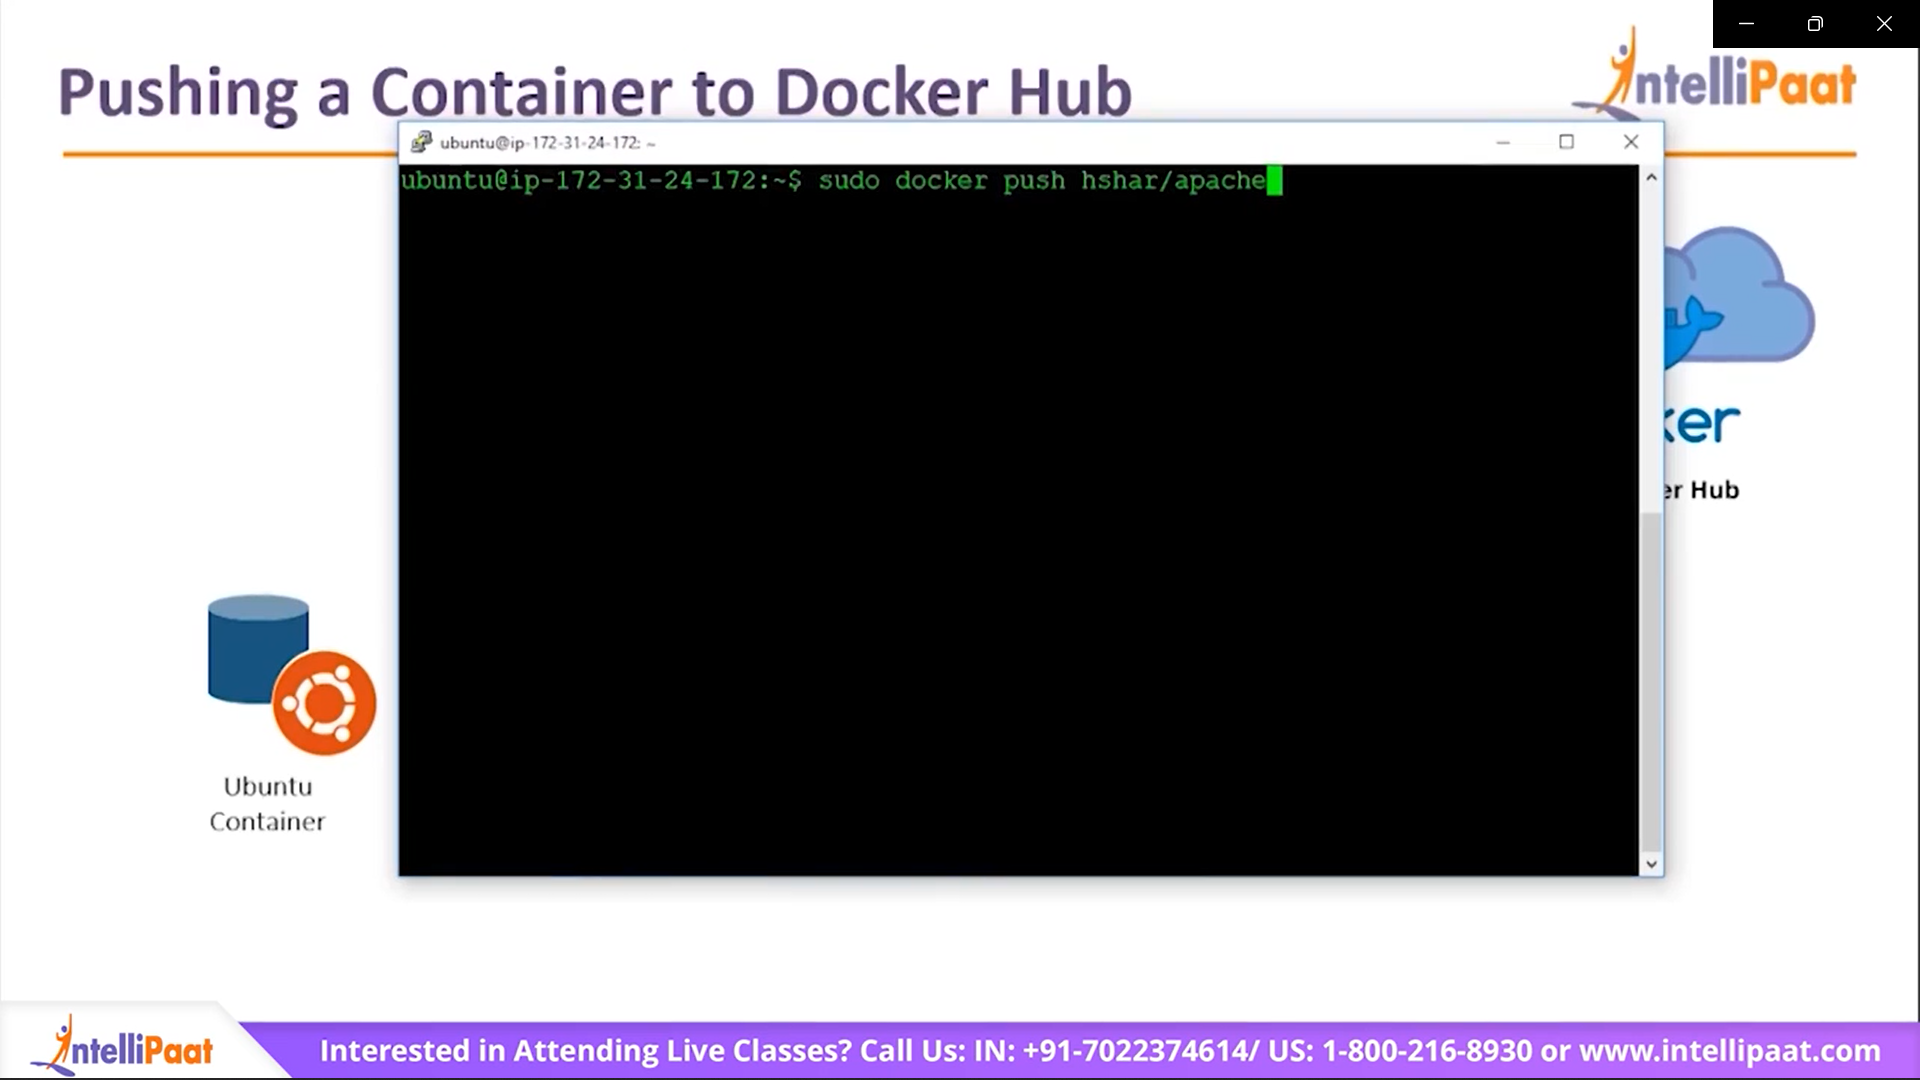 Pushing a Container to Docker Hub
IntelliPaat
ubuntu@ip-172-31-24-172: ~
ubuntu@ip-172-31-24-172:~$ sudo docker push hshar/apache
ker
er Hub
Ubuntu
Container
IntelliPaat
Interested in Attending Live Classes? Call Us: IN: +91-7022374614/ US: 1-800-216-8930 or www.intellipaat.com